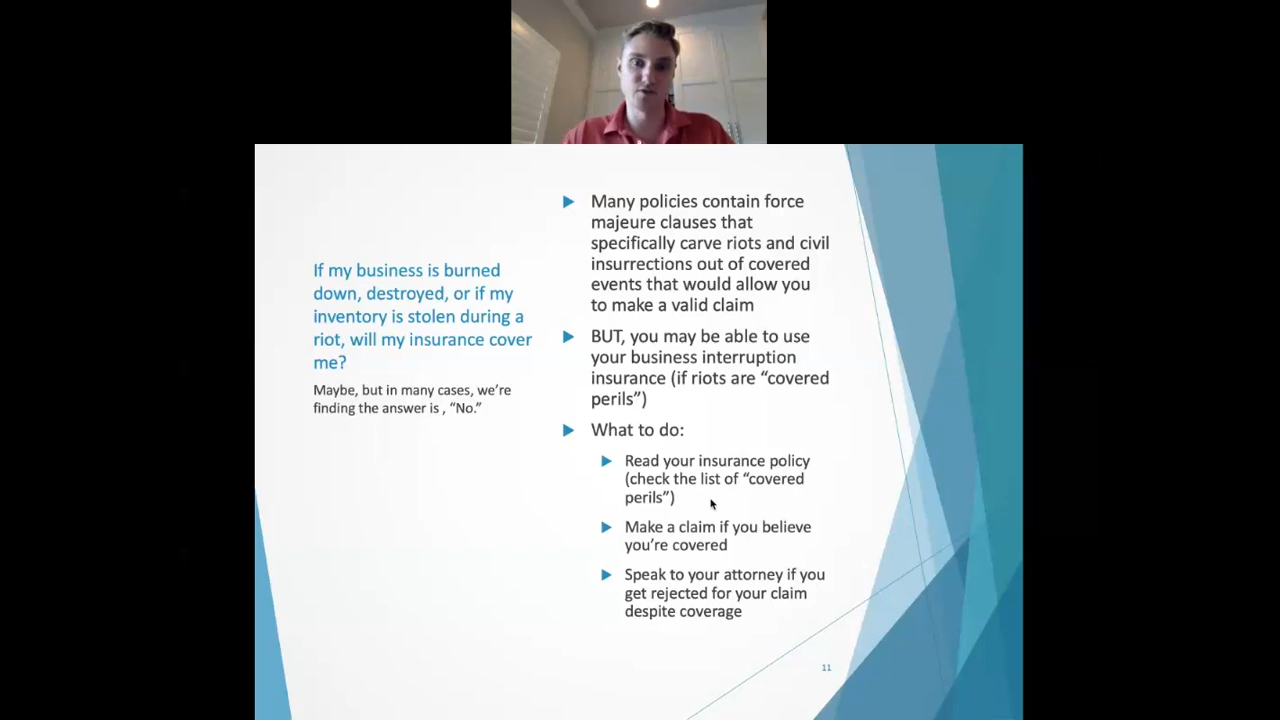 If my business is burned
down, destroyed, or if my
inventory is stolen during a
riot, will my insurance cover
me?
Maybe, but in many cases, we're
finding the answer is , “No.”
Many policies contain force
majeure clauses that
specifically carve riots and civil
insurrections out of covered
events that would allow you
to make a valid claim
BUT, you may be able to use
your business interruption
insurance (if riots are “covered
perils”)
What to do:
Read your insurance policy
(check the list of “covered
perils”)
Make a claim if you believe
you're covered
Speak to your attorney if you
get rejected for your claim
despite coverage
11